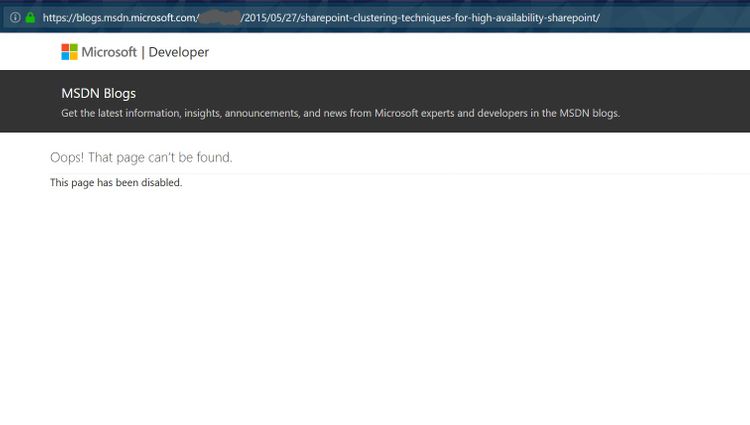 https://blogs.msdn.microsoft.com/ /2015/05/27/sharepoint-clustering-techniques-for-high-availability-sharepoint/
Microsoft | Developer
MSDN Blogs
Get the latest information, insights, announcements, and news from Microsoft experts and developers in the MSDN blogs.
Oops! That page can't be found.
This page has been disabled.